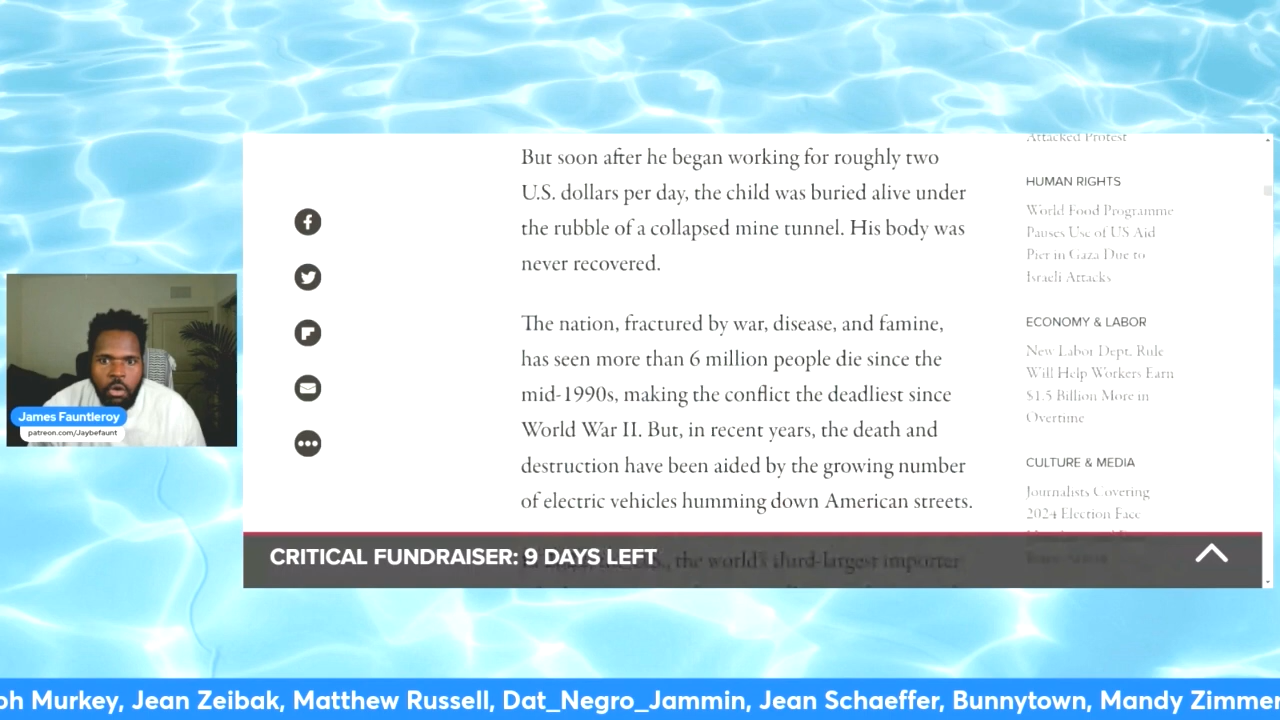 But soon after he began working for roughly two
U.S. dollars per day, the child was buried alive under
the rubble of a collapsed mine tunnel. His body was
never recovered.
The nation, fractured by war, disease, and famine,
has seen more than 6 million people die since the
mid-1990s, making the conflict the deadliest since
World War II. But, in recent years, the death and
destruction have been aided by the growing number
of electric vehicles humming down American streets.
the world's third-largest importer
Attacked Protest
HUMAN RIGHTS
World Food Programme
Pauses Use of US Aid
Pier in Gaza Due to
Israeli Attacks
ECONOMY & LABOR
New Labor Dept. Rule
Will Help Workers Earn
$1.5 Billion More in
Overtime
CULTURE & MEDIA
Journalists Covering
2024 Election Face
CRITICAL FUNDRAISER: 9 DAYS LEFT
James Fauntleroy
patreon.com/Jaybefaunt
ph Murkey, Jean Zeibak, Matthew Russell, Dat_Negro_Jammin, Jean Schaeffer, Bunnytown, Mandy Zimmer